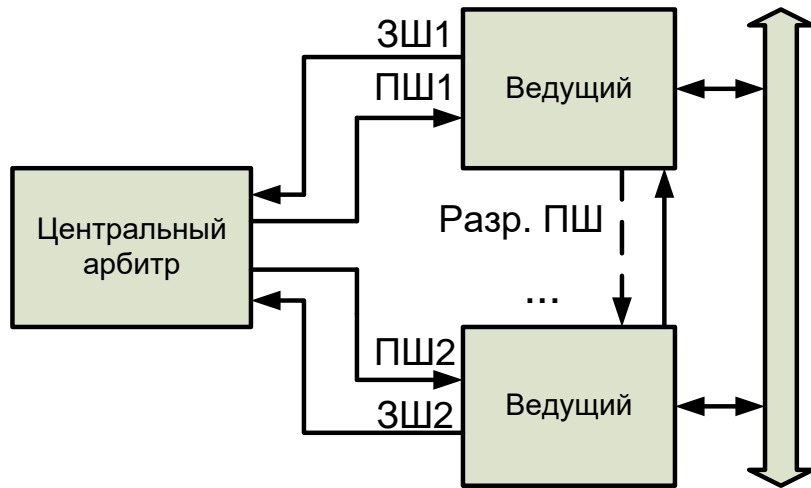 ЗШ1
ПШ1
Ведущий
Центральный
арбитр
Разр. ПШ
...
ПШ2
ЗШ2
Ведущий